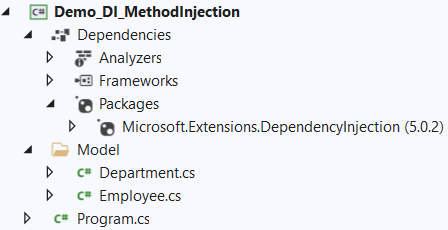 C# Demo_DI_MethodInjection
Dependencies
Analyzers
Frameworks
Packages
Microsoft.Extensions.DependencyInjection (5.0.2)
Model
C# Department.cs
C# Employee.cs
C# Program.cs